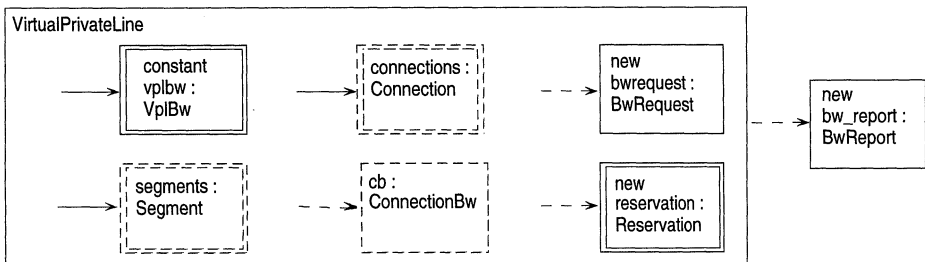 VirtualPrivateLine
constant
vplbw :
VplBw
connections :
Connection
new
bwrequest :
BwRequest
new
bw_report :
BwReport
segments :
Segment
cb :
ConnectionBw
new
reservation :
Reservation